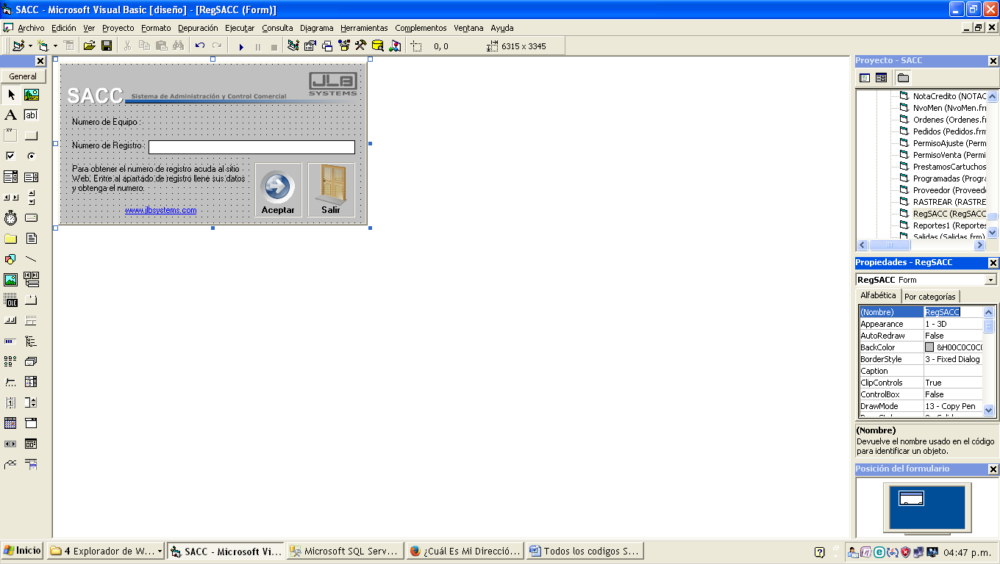 SACC - Microsoft Visual Basic [diseño] - [RegSACC (Form)]
Archivo Edición Ver Proyecto Formato Depuración Ejecutar Consulta Diagrama Herramientas Complementos Ventana Ayuda
0, 0 6315 x 3345
General
A
ab|
xv
OLE
JLB
SYSTEMS
SACC Sistema de Administración y Control Comercial
Numero de Equipo :
Numero de Registro :
Para obtener el numero de registro acuda al sitio
Web, Entre al apartado de registro llene sus datos
y obtenga el numero.
www.jlbsystems.com
Aceptar
Salir
Proyecto - SACC
NotaCredito (NOTAC
NvoMen (NvoMen.fr
Ordenes (Ordenes.fr
Pedidos (Pedidos.frm
PermisoAjuste (Permi
PermisoVenta (Permi
PrestamosCartuchos
Programadas (Progra
Proveedor (Proveedo
RASTREAR (RASTRE
RegSACC (RegSACC
Reportes1 (Reportes
Salidas (Salidas.frm)
Propiedades - RegSACC
RegSACC Form
Alfabética Por categorías
(Nombre) RegSACC
Appearance 1 - 3D
AutoRedraw False
BackColor &H00C0C0C0
BorderStyle 3 - Fixed Dialog
Caption
ClipControls True
ControlBox False
DrawMode 13 - Copy Pen
(Nombre)
Devuelve el nombre usado en el código
para identificar un objeto.
Posición del formulario
Inicio 4 Explorador de W... SACC - Microsoft Vi... Microsoft SQL Serv... ¿Cuál Es Mi Direcció... Todos los codigos S... 04:47 p.m.